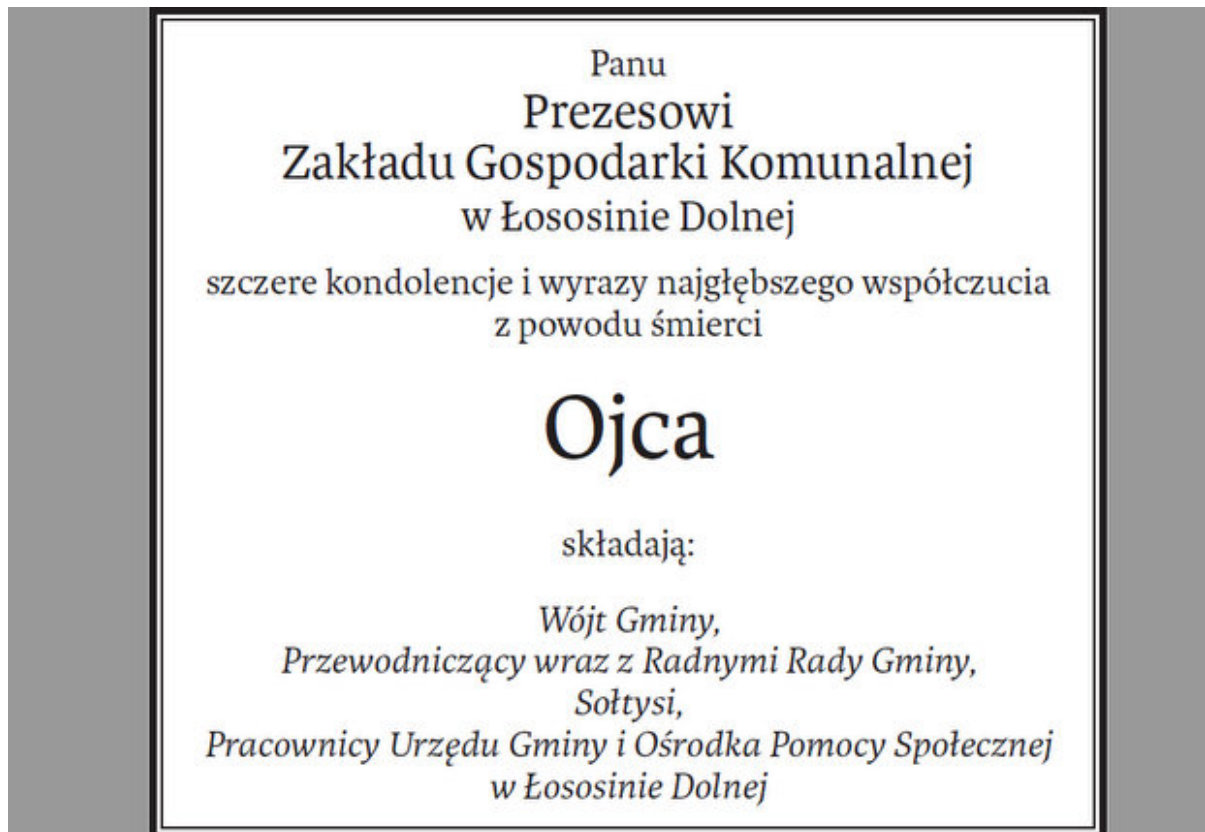 Panu
Prezesowi
Zakładu Gospodarki Komunalnej
w Łososinie Dolnej
szczere kondolencje i wyrazy najgłębszego współczucia
z powodu śmierci
Ojca
składają:
Wójt Gminy,
Przewodniczący wraz z Radnymi Rady Gminy,
Sołtysi,
Pracownicy Urzędu Gminy i Ośrodka Pomocy Społecznej
w Łososinie Dolnej